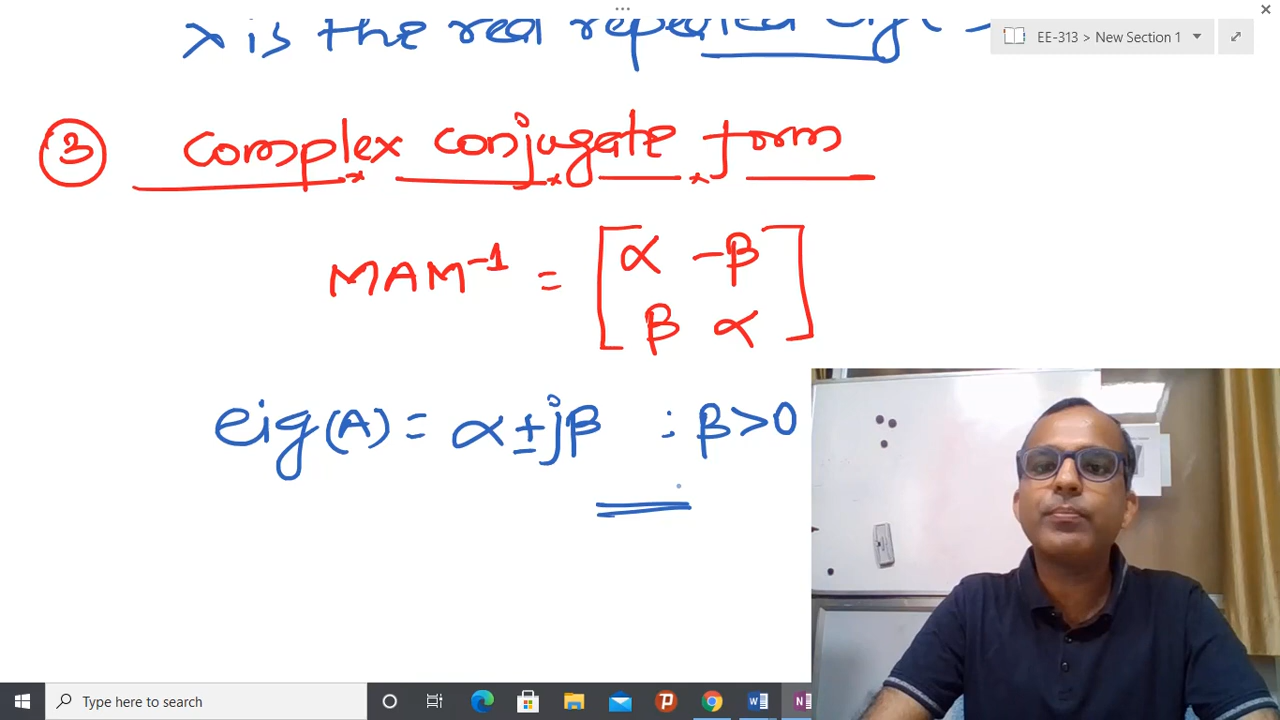 λ is the real repeated
EE-313 > New Section 1
3 Complex conjugate form
MAM⁻¹ = [α -β
β α]
eig(A) = α ± jβ : β > 0
Type here to search